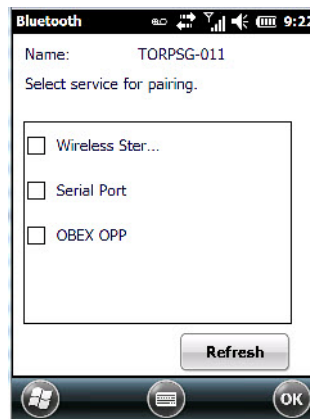 Bluetooth 9:22
Name: TORPSG-011
Select service for pairing.
Wireless Ster...
Serial Port
OBEX OPP
Refresh
OK